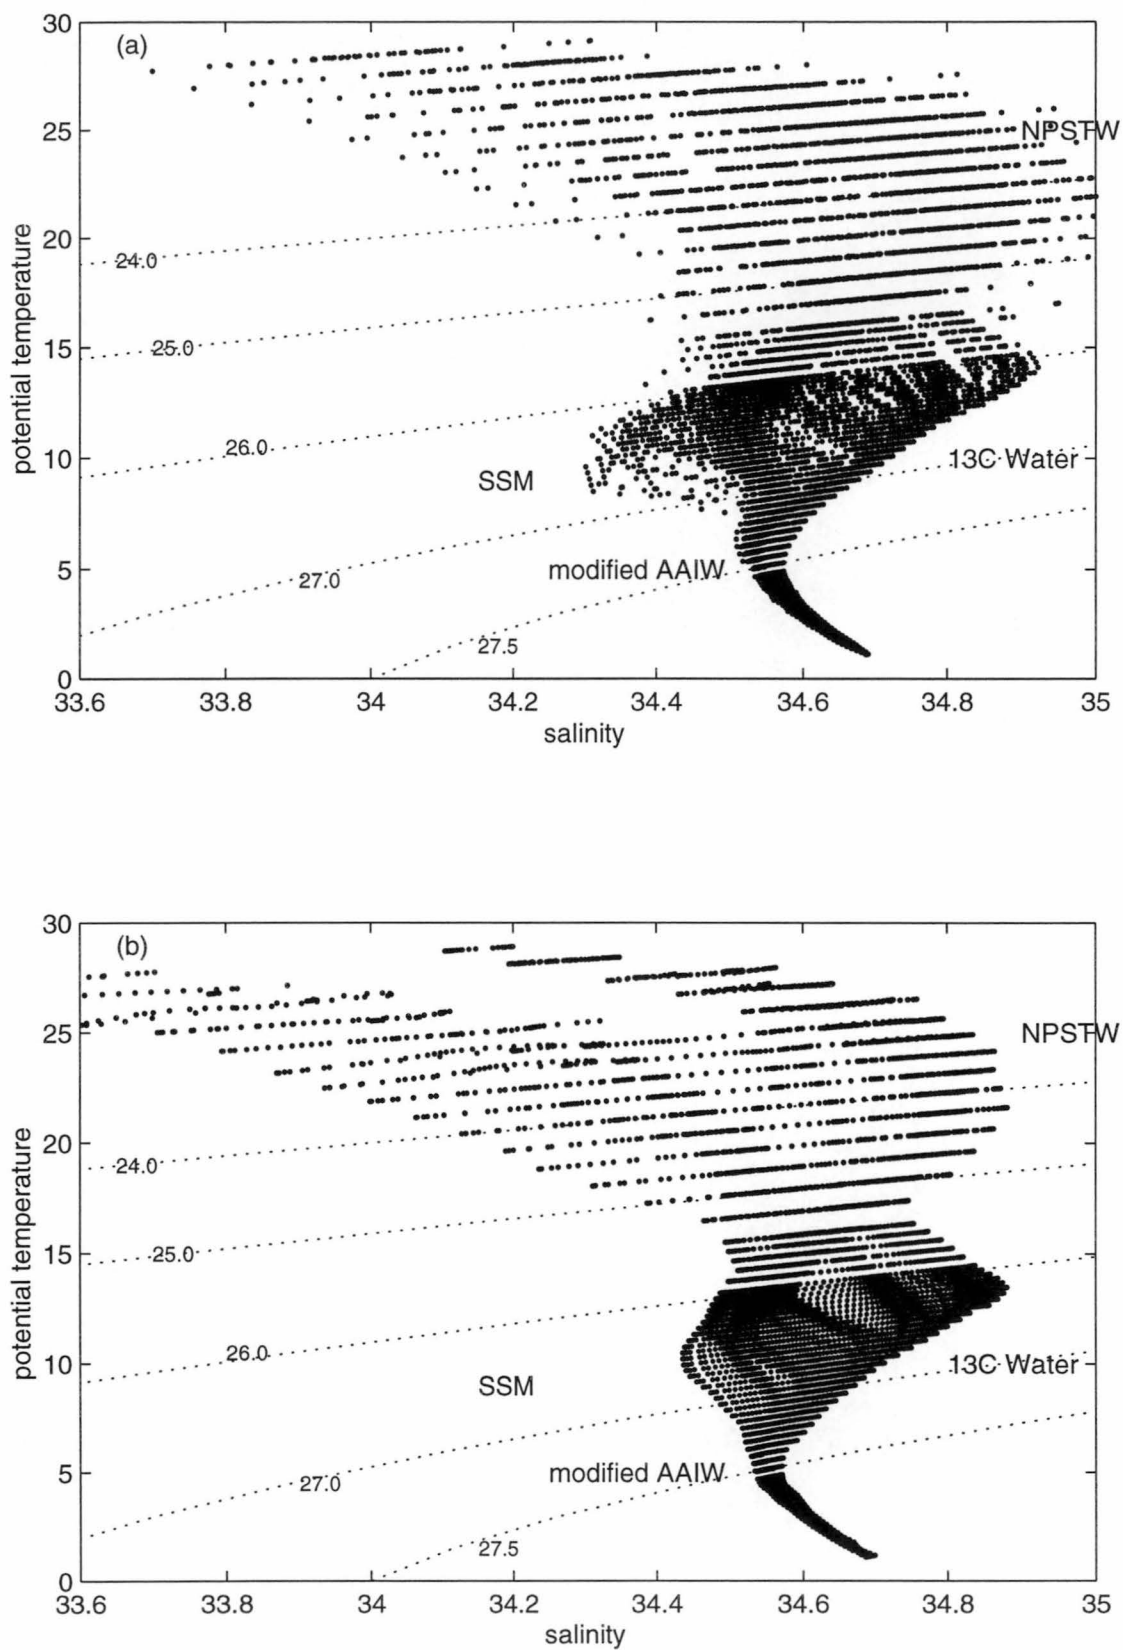 30
(a)
25
NPSTW
20
24.0
15
25.0
10
26.0
13C Water
SSM
5
modified AAIW
27.0
27.5
0
33.6
33.8
34
34.2
34.4
34.6
34.8
35
salinity
potential temperature
30
(b)
25
NPSTW
20
24.0
15
25.0
10
26.0
13C Water
SSM
5
modified AAIW
27.0
27.5
0
33.6
33.8
34
34.2
34.4
34.6
34.8
35
salinity
potential temperature